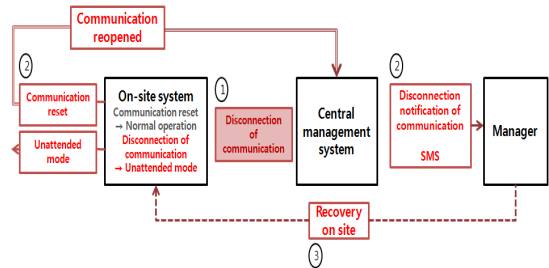 Communication
reopened
②
Communication
reset
Unattended
mode
On-site system
Communication reset
→ Normal operation
Disconnection of
communication
→ Unattended mode
①
Disconnection
of
communication
Central
management
system
②
Disconnection
notification of
communication
SMS
Manager
Recovery
on site
③